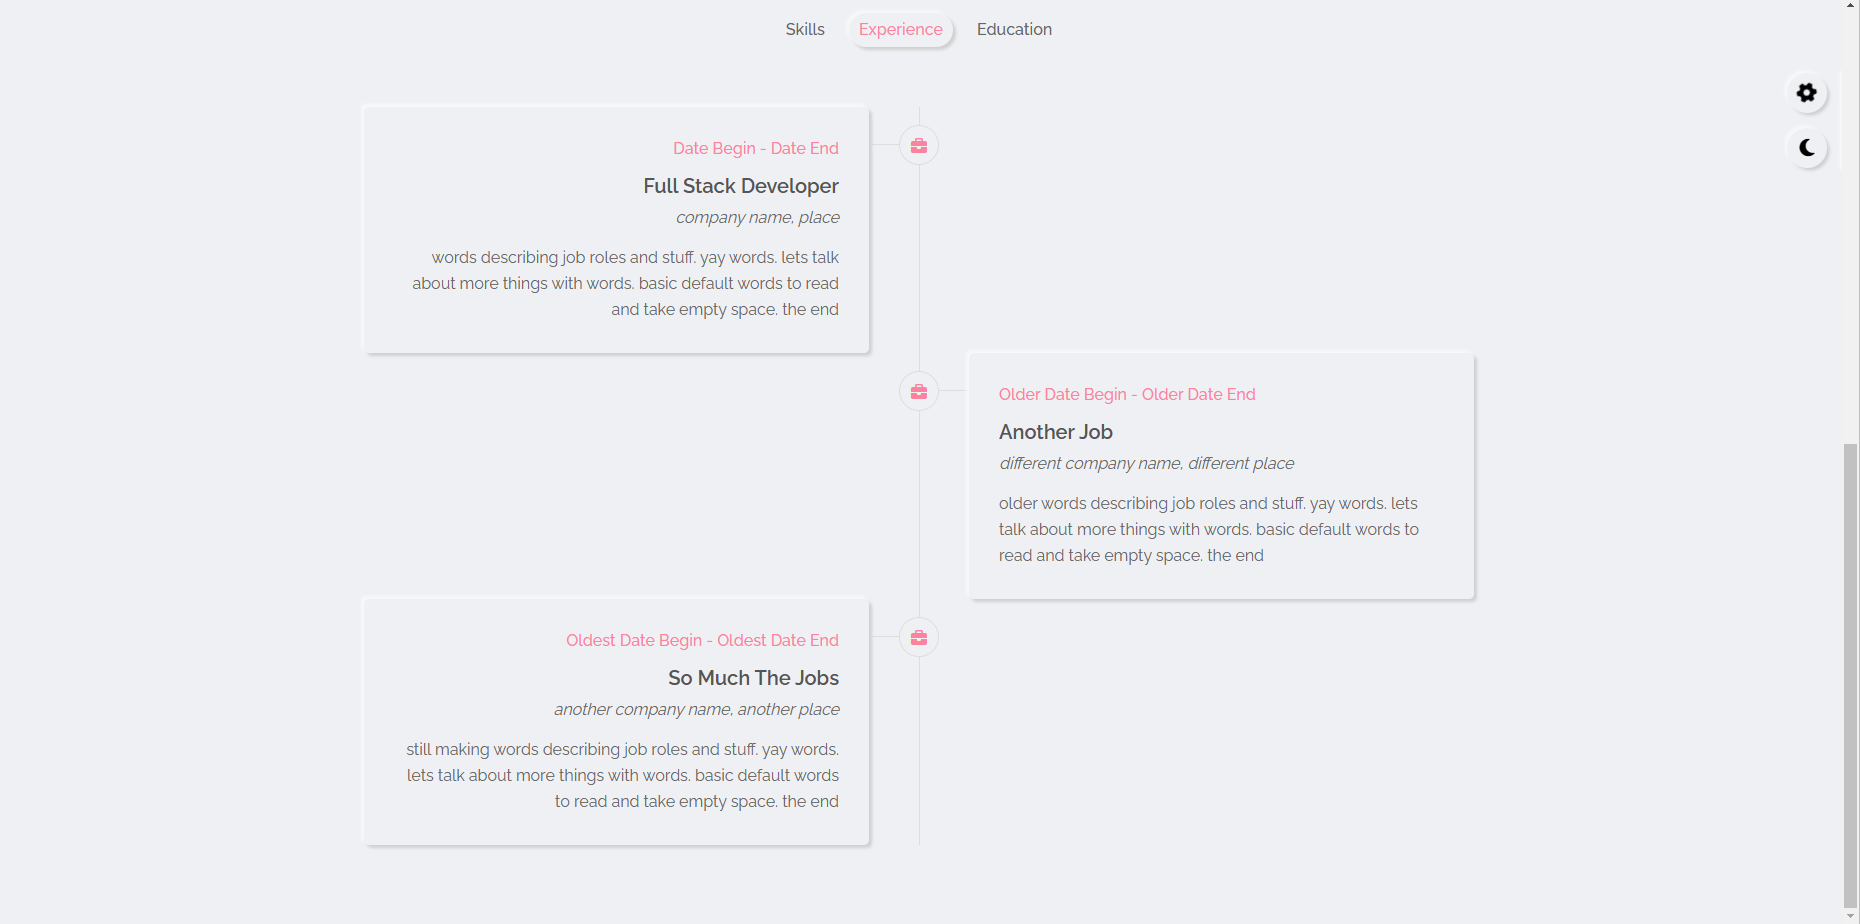 Skills Experience Education
Date Begin - Date End
Full Stack Developer
company name, place
words describing job roles and stuff. yay words. lets talk
about more things with words. basic default words to read
and take empty space. the end
Older Date Begin - Older Date End
Another Job
different company name, different place
older words describing job roles and stuff. yay words. lets
talk about more things with words. basic default words to
read and take empty space. the end
Oldest Date Begin - Oldest Date End
So Much The Jobs
another company name, another place
still making words describing job roles and stuff. yay words.
lets talk about more things with words. basic default words
to read and take empty space. the end